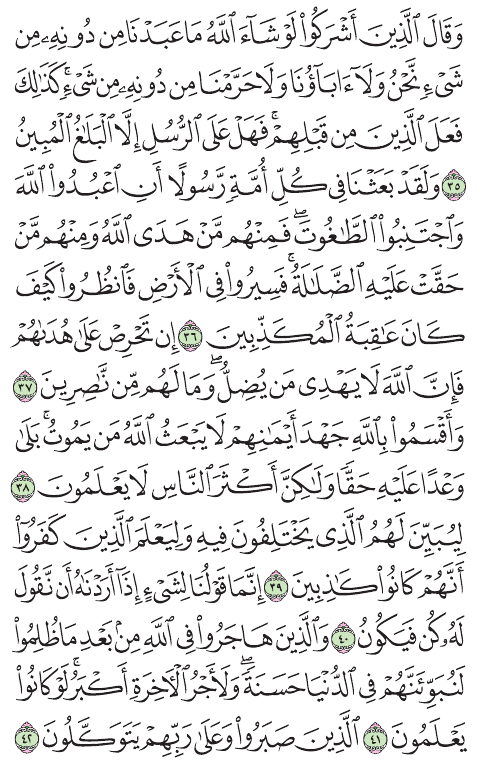 وَقَالَ ٱلَّذِينَ أَشْرَكُوا۟ لَوْ شَآءَ ٱللَّهُ مَا عَبَدْنَا مِن دُونِهِۦ مِن
شَىْءٍ نَّحْنُ وَلَآ ءَابَآؤُنَا وَلَا حَرَّمْنَا مِن دُونِهِۦ مِن شَىْءٍ ۚ كَذَٰلِكَ
فَعَلَ ٱلَّذِينَ مِن قَبْلِهِمْ ۚ فَهَلْ عَلَى ٱلرُّسُلِ إِلَّا ٱلْبَلَٰغُ ٱلْمُبِينُ
٣٥ وَلَقَدْ بَعَثْنَا فِى كُلِّ أُمَّةٍ رَّسُولًا أَنِ ٱعْبُدُوا۟ ٱللَّهَ
وَٱجْتَنِبُوا۟ ٱلطَّٰغُوتَ ۖ فَمِنْهُم مَّنْ هَدَى ٱللَّهُ وَمِنْهُم مَّنْ
حَقَّتْ عَلَيْهِ ٱلضَّلَٰلَةُ ۚ فَسِيرُوا۟ فِى ٱلْأَرْضِ فَٱنظُرُوا۟ كَيْفَ
كَانَ عَٰقِبَةُ ٱلْمُكَذِّبِينَ ٣٦ إِن تَحْرِصْ عَلَىٰ هُدَىٰهُمْ
فَإِنَّ ٱللَّهَ لَا يَهْدِى مَن يُضِلُّ ۖ وَمَا لَهُم مِّن نَّٰصِرِينَ ٣٧
وَأَقْسَمُوا۟ بِٱللَّهِ جَهْدَ أَيْمَٰنِهِمْ ۙ لَا يَبْعَثُ ٱللَّهُ مَن يَمُوتُ ۚ بَلَىٰ
وَعْدًا عَلَيْهِ حَقًّا وَلَٰكِنَّ أَكْثَرَ ٱلنَّاسِ لَا يَعْلَمُونَ ٣٨
لِيُبَيِّنَ لَهُمُ ٱلَّذِى يَخْتَلِفُونَ فِيهِ وَلِيَعْلَمَ ٱلَّذِينَ كَفَرُوٓا۟
أَنَّهُمْ كَانُوا۟ كَٰذِبِينَ ٣٩ إِنَّمَا قَوْلُنَا لِشَىْءٍ إِذَآ أَرَدْنَٰهُ أَن نَّقُولَ
لَهُۥ كُن فَيَكُونُ ٤٠ وَٱلَّذِينَ هَاجَرُوا۟ فِى ٱللَّهِ مِنۢ بَعْدِ مَا ظُلِمُوا۟
لَنُبَوِّئَنَّهُمْ فِى ٱلدُّنْيَا حَسَنَةً ۖ وَلَأَجْرُ ٱلْأَخِرَةِ أَكْبَرُ ۚ لَوْ كَانُوا۟
يَعْلَمُونَ ٤١ ٱلَّذِينَ صَبَرُوا۟ وَعَلَىٰ رَبِّهِمْ يَتَوَكَّلُونَ ٤٢